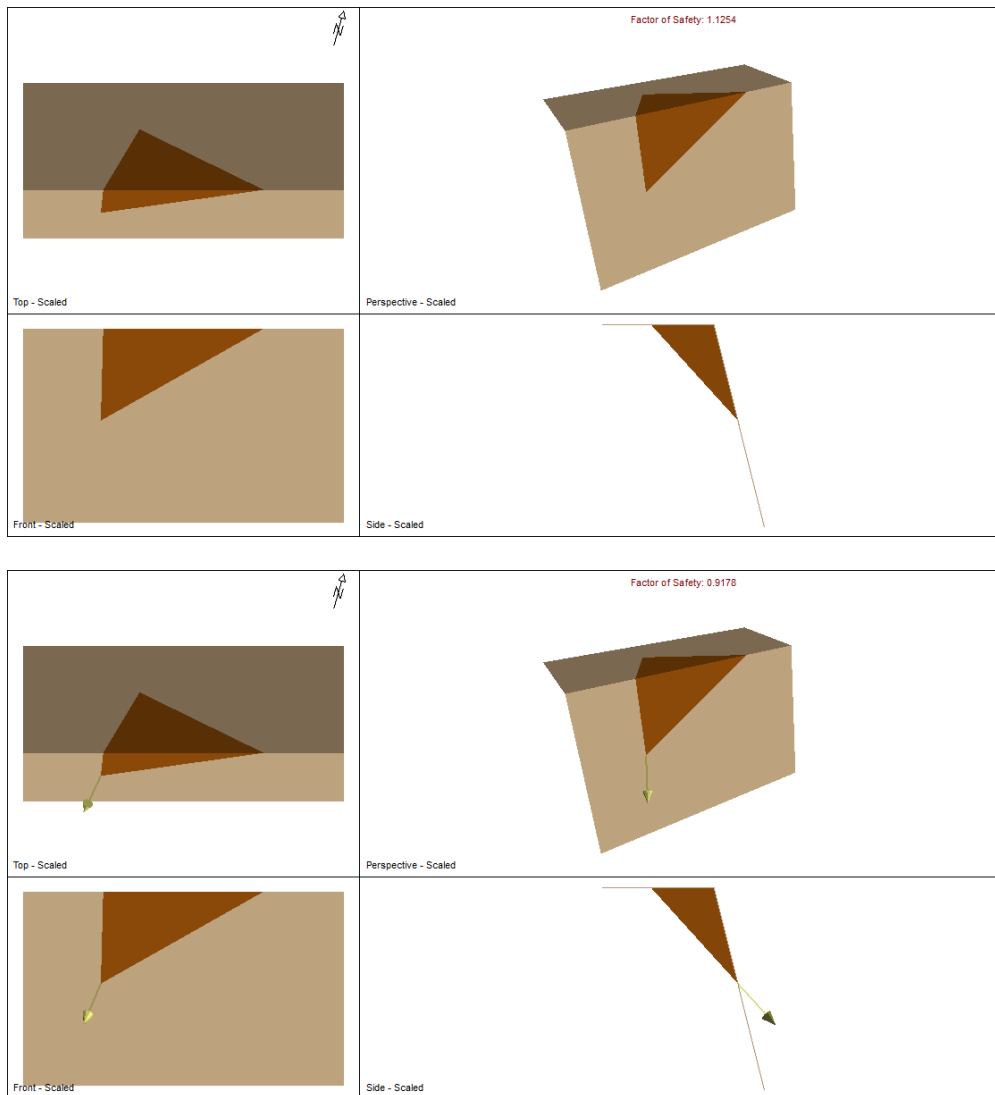 N
Factor of Safety: 1.1254
Top - Scaled
Perspective - Scaled
Front - Scaled
Side - Scaled
N
Factor of Safety: 0.9178
Top - Scaled
Perspective - Scaled
Front - Scaled
Side - Scaled